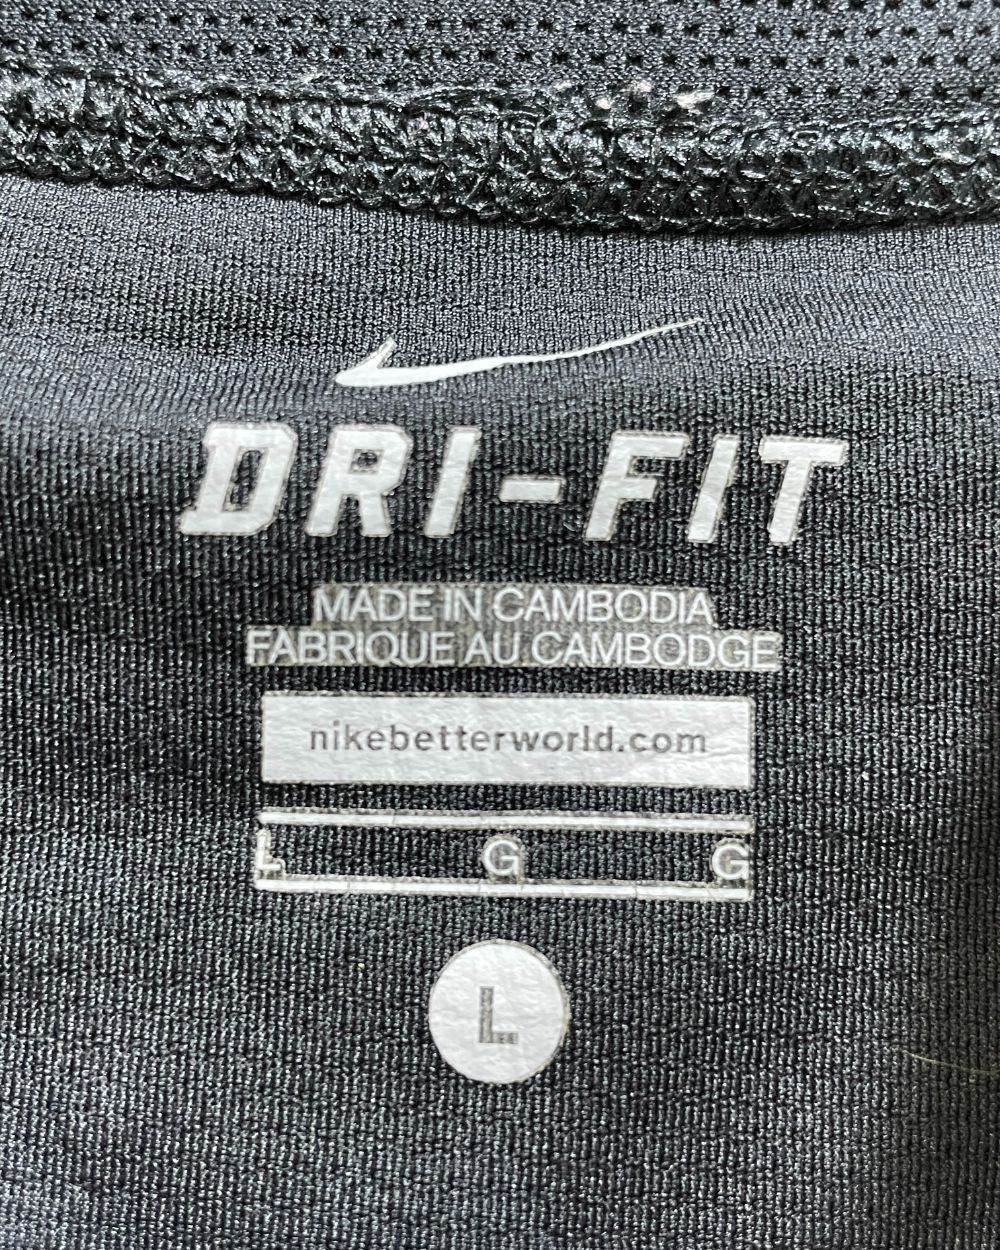 DRI-FIT
MADE IN CAMBODIA
FABRIQUE AU CAMBODGE
nikebetterworld.com
L G G
L